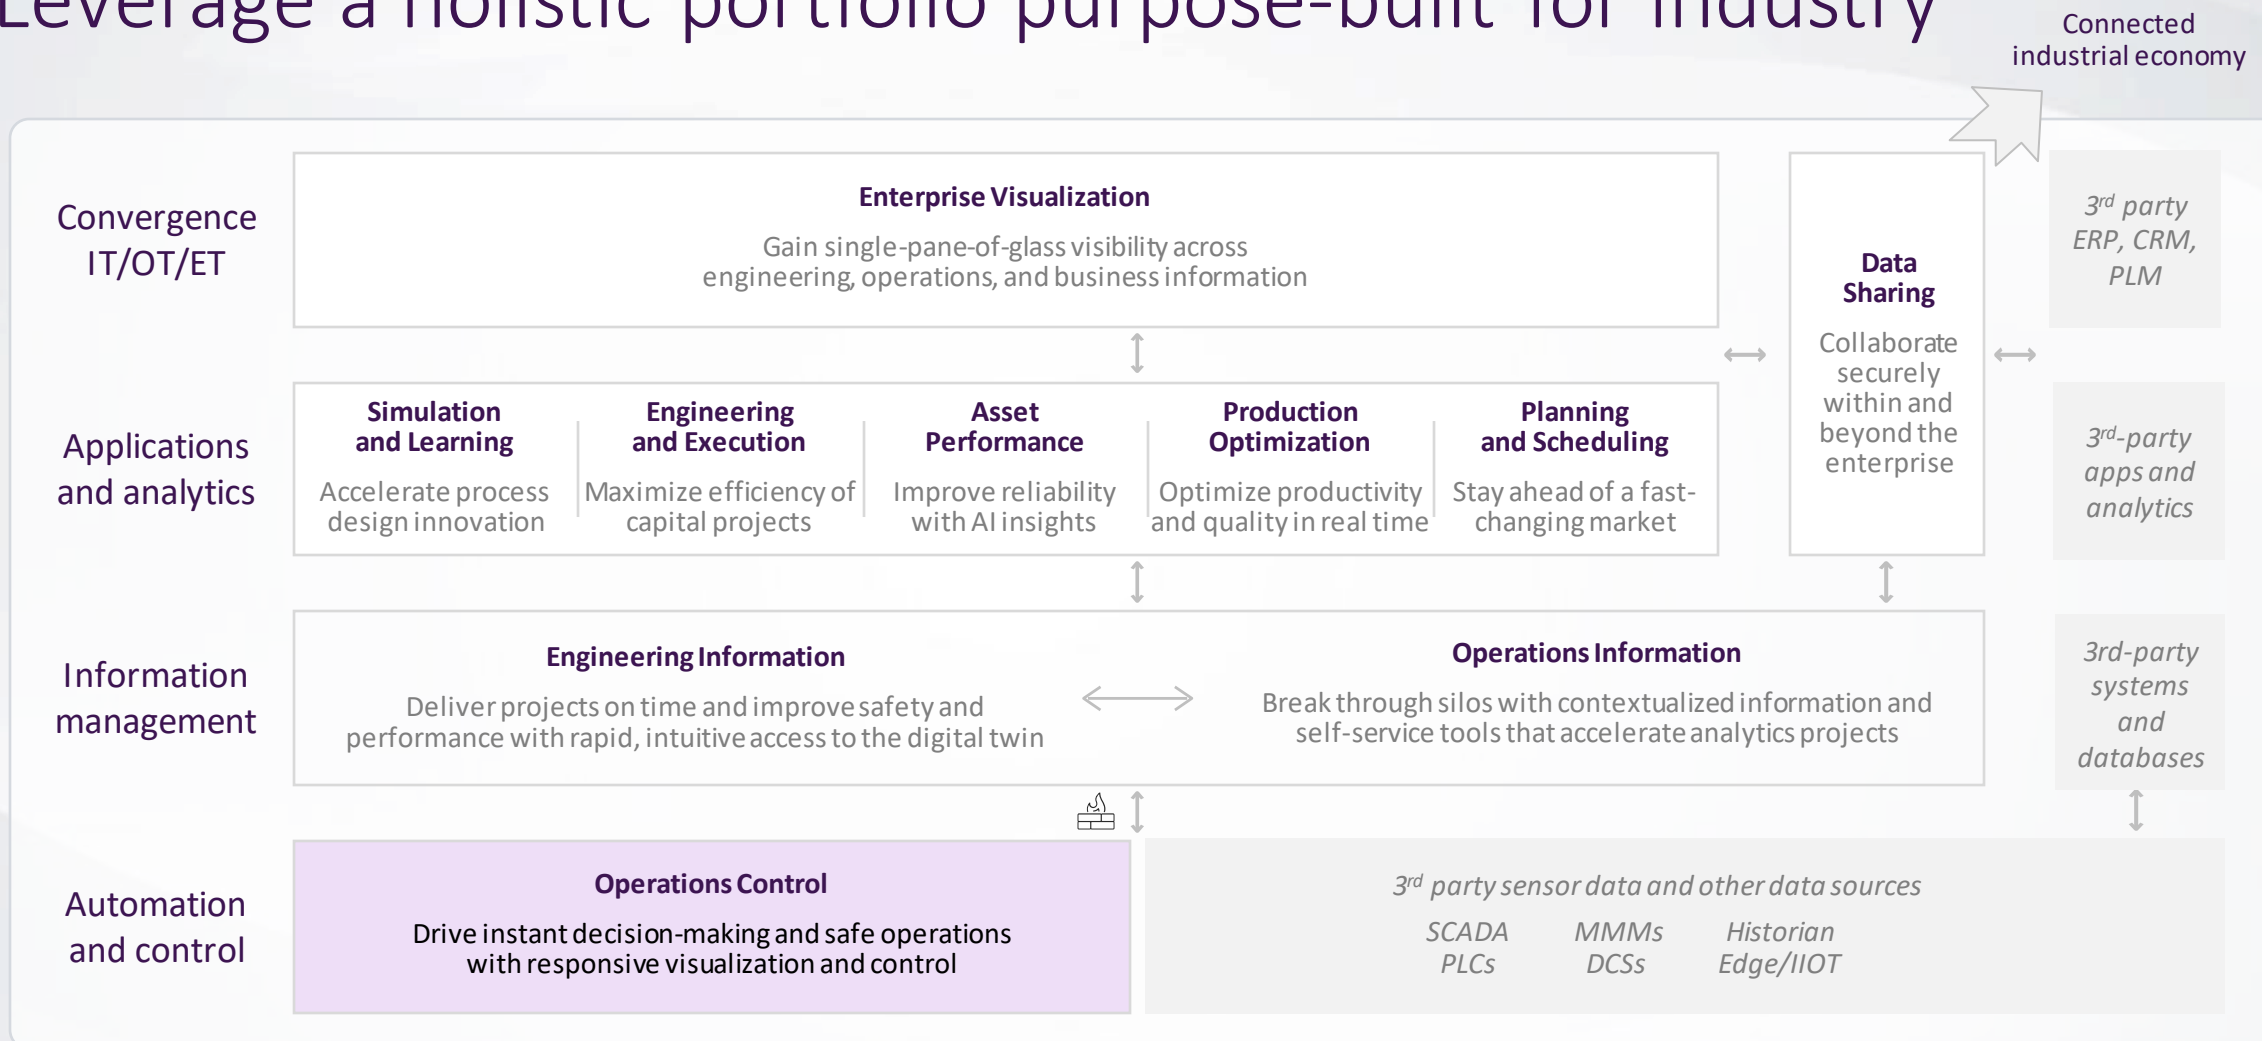 Leverage a holistic portfolio purpose-built for industry
Connected
industrial economy
Convergence
IT/OT/ET
Enterprise Visualization
Gain single-pane-of-glass visibility across
engineering, operations, and business information
Data
Sharing
Collaborate
securely
within and
beyond the
enterprise
3rd party
ERP, CRM,
PLM
Applications
and analytics
Simulation
and Learning
Accelerate process
design innovation
Engineering
and Execution
Maximize efficiency of
capital projects
Asset
Performance
Improve reliability
with AI insights
Production
Optimization
Optimize productivity
and quality in real time
Planning
and Scheduling
Stay ahead of a fast-
changing market
3rd-party
apps and
analytics
Information
management
Engineering Information
Deliver projects on time and improve safety and
performance with rapid, intuitive access to the digital twin
Operations Information
Break through silos with contextualized information and
self-service tools that accelerate analytics projects
3rd-party
systems
and
databases
Automation
and control
Operations Control
Drive instant decision-making and safe operations
with responsive visualization and control
3rd party sensor data and other data sources
SCADA MMMs Historian
PLCs DCSs Edge/IIOT